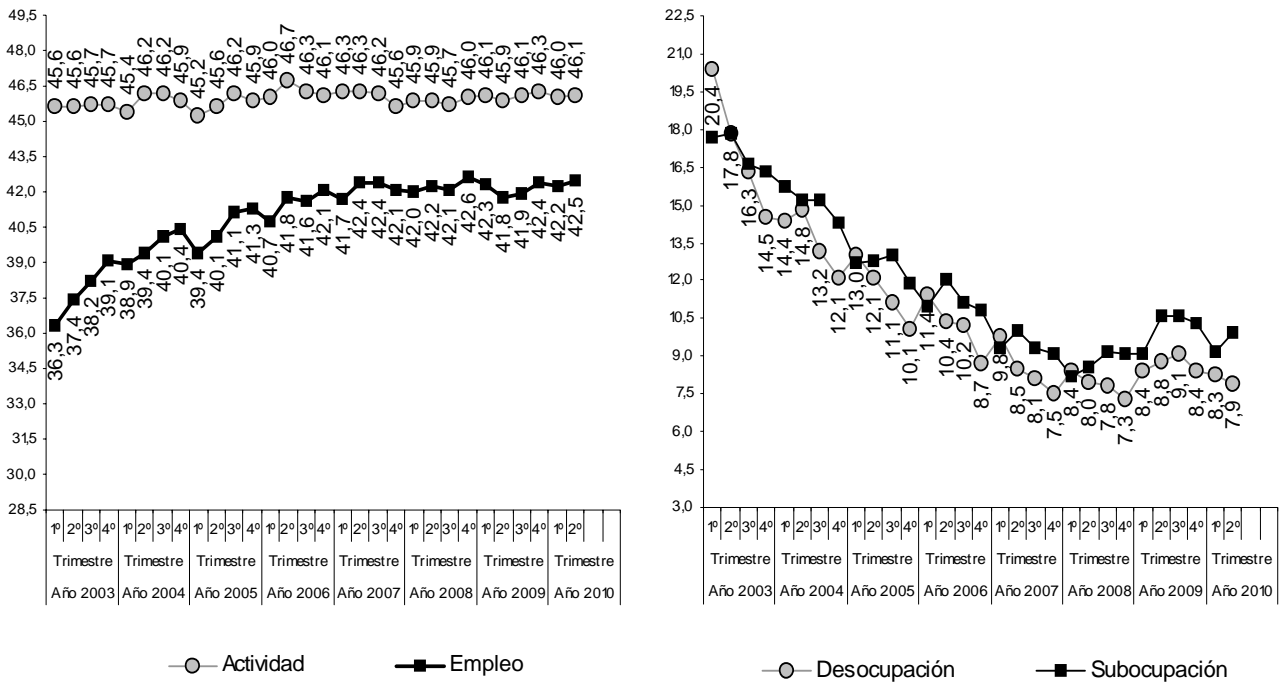 49,5
48,0
46,5
45,0
43,5
42,0
40,5
39,0
37,5
36,0
34,5
33,0
31,5
30,0
28,5
45,6 45,6 45,7 45,7 45,4 46,2 46,2 45,9 45,2 45,6 46,2 45,9 46,0 46,7 46,3 46,1 46,3 46,3 46,2 45,6 45,9 45,9 45,7 46,0 46,1 45,9 46,1 46,3 46,0 46,1
36,3 37,4 38,2 39,1 38,9 39,4 40,1 40,4 39,4 40,1 41,1 41,3 40,7 41,8 41,6 42,1 41,7 42,4 42,4 42,1 42,0 42,2 42,1 42,6 42,3 41,8 41,9 42,4 42,2 42,5
1º 2º 3º 4º 1º 2º 3º 4º 1º 2º 3º 4º 1º 2º 3º 4º 1º 2º 3º 4º 1º 2º 3º 4º 1º 2º 3º 4º 1º 2º
Trimestre Trimestre Trimestre Trimestre Trimestre Trimestre Trimestre Trimestre
Año 2003 Año 2004 Año 2005 Año 2006 Año 2007 Año 2008 Año 2009 Año 2010
Actividad Empleo
22,5
21,0
19,5
18,0
16,5
15,0
13,5
12,0
10,5
9,0
7,5
6,0
4,5
3,0
20,4 17,8 16,3 14,5 14,4 14,8 13,2 12,1 13,0 12,1 11,1 10,1 11,4 10,4 10,2 8,7 9,8 8,5 8,1 7,5 8,4 8,0 7,8 7,3 8,4 8,8 9,1 8,4 8,3 7,9
1º 2º 3º 4º 1º 2º 3º 4º 1º 2º 3º 4º 1º 2º 3º 4º 1º 2º 3º 4º 1º 2º 3º 4º 1º 2º 3º 4º 1º 2º
Trimestre Trimestre Trimestre Trimestre Trimestre Trimestre Trimestre Trimestre
Año 2003 Año 2004 Año 2005 Año 2006 Año 2007 Año 2008 Año 2009 Año 2010
Desocupación Subocupación